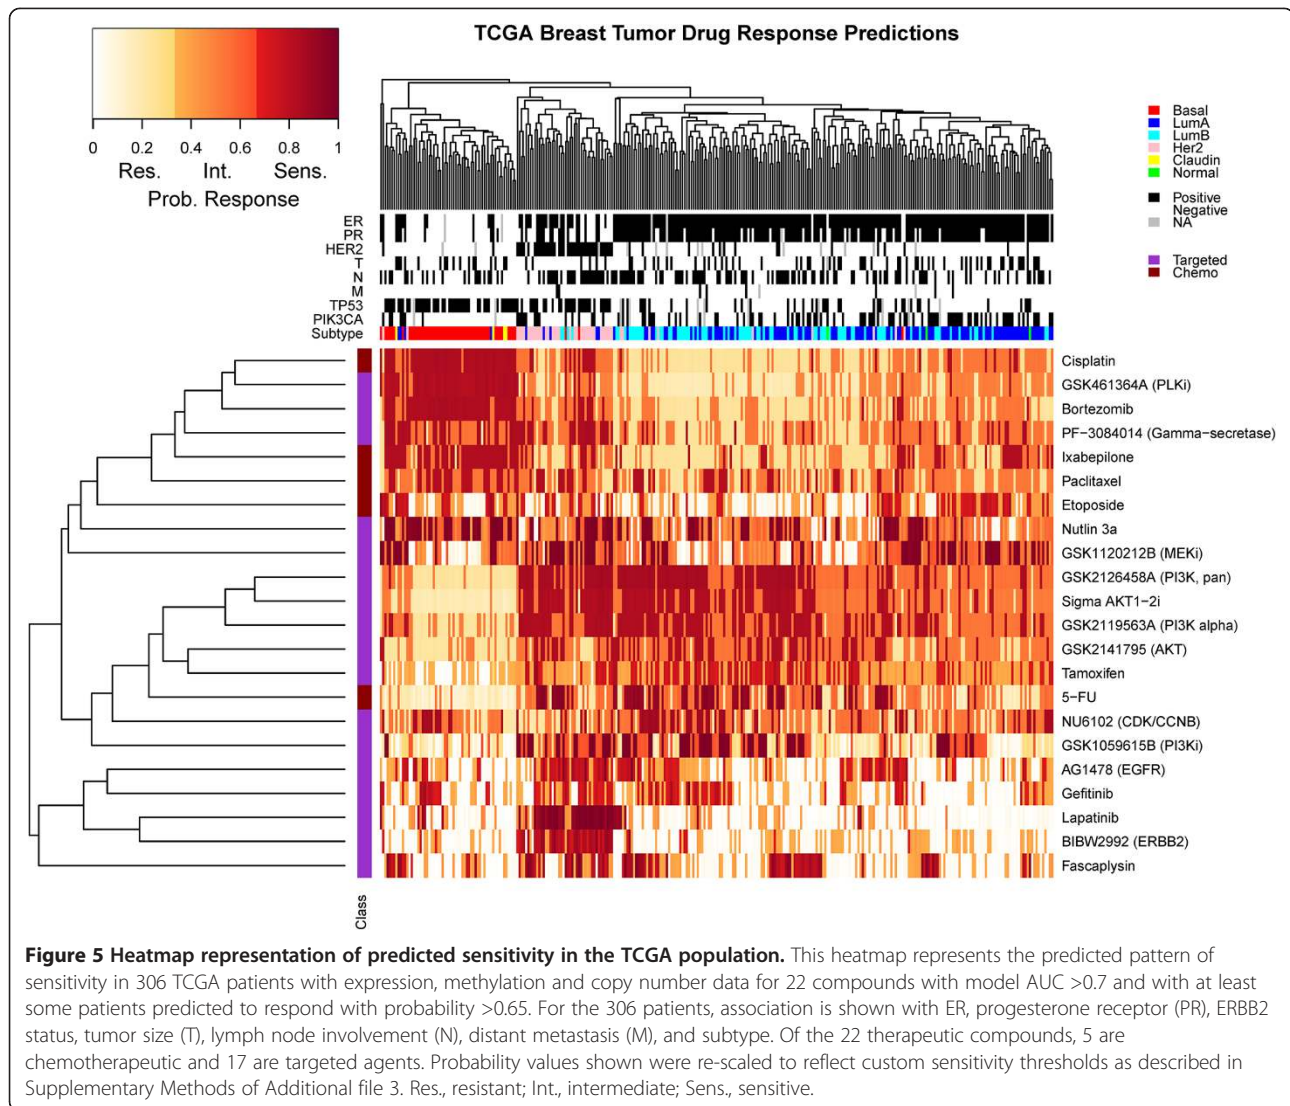 TCGA Breast Tumor Drug Response Predictions
0 0.2 0.4 0.6 0.8 1
Res. Int. Sens.
Prob. Response
Basal
LumA
LumB
Her2
Claudin
Normal
Positive
Negative
NA
Targeted
Chemo
ER
PR
HER2
T
N
M
TP53
PIK3CA
Subtype
Cisplatin
GSK461364A (PLKi)
Bortezomib
PF−3084014 (Gamma−secretase)
Ixabepilone
Paclitaxel
Etoposide
Nutlin 3a
GSK1120212B (MEKi)
GSK2126458A (PI3K, pan)
Sigma AKT1−2i
GSK2119563A (PI3K alpha)
GSK2141795 (AKT)
Tamoxifen
5−FU
NU6102 (CDK/CCNB)
GSK1059615B (PI3Ki)
AG1478 (EGFR)
Gefitinib
Lapatinib
BIBW2992 (ERBB2)
Fascaplysin
Class
Figure 5 Heatmap representation of predicted sensitivity in the TCGA population. This heatmap represents the predicted pattern of
sensitivity in 306 TCGA patients with expression, methylation and copy number data for 22 compounds with model AUC >0.7 and with at least
some patients predicted to respond with probability >0.65. For the 306 patients, association is shown with ER, progesterone receptor (PR), ERBB2
status, tumor size (T), lymph node involvement (N), distant metastasis (M), and subtype. Of the 22 therapeutic compounds, 5 are
chemotherapeutic and 17 are targeted agents. Probability values shown were re-scaled to reflect custom sensitivity thresholds as described in
Supplementary Methods of Additional file 3. Res., resistant; Int., intermediate; Sens., sensitive.